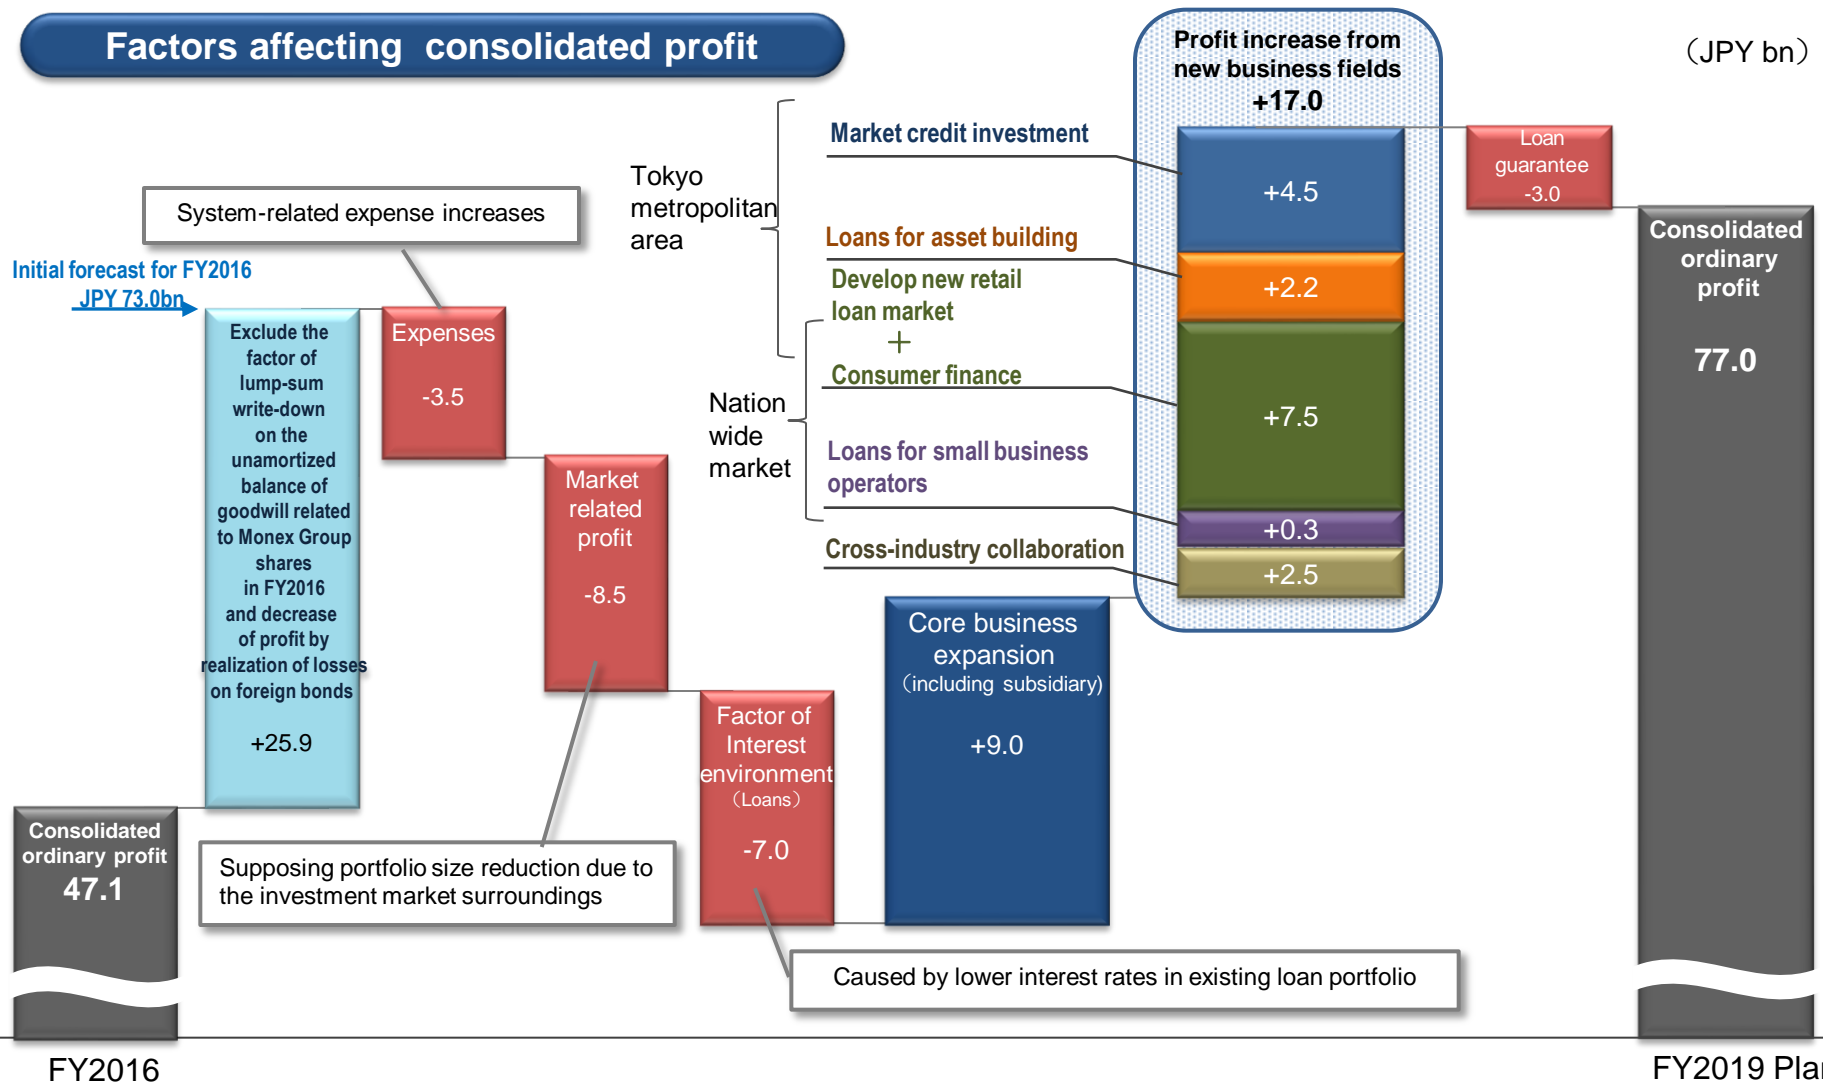 Factors affecting consolidated profit
（JPY bn）
Profit increase from
new business fields
+17.0
Market credit investment
+4.5
Loan
guarantee
-3.0
Tokyo
metropolitan
area
System-related expense increases
Loans for asset building
+2.2
Consolidated
ordinary
profit
77.0
Initial forecast for FY2016
JPY 73.0bn
Develop new retail
loan market
+
Consumer finance
+7.5
Exclude the
factor of
lump-sum
write-down
on the
unamortized
balance of
goodwill related
to Monex Group
shares
in FY2016
and decrease
of profit by
realization of losses
on foreign bonds
+25.9
Expenses
-3.5
Nation
wide
market
Loans for small business
operators
+0.3
Market
related
profit
-8.5
Cross-industry collaboration
+2.5
Core business
expansion
（including subsidiary)
+9.0
Factor of
Interest
environment
（Loans）
-7.0
Consolidated
ordinary profit
47.1
Supposing portfolio size reduction due to
the investment market surroundings
Caused by lower interest rates in existing loan portfolio
FY2016
FY2019 Plan